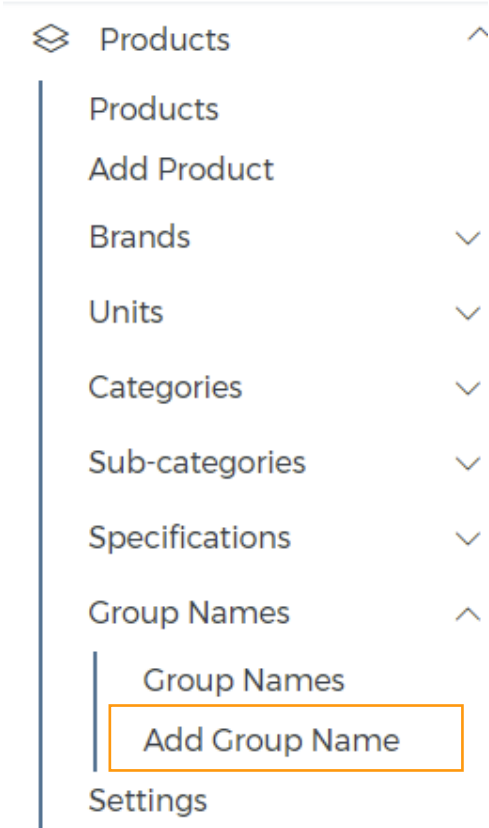 Products
Products
Add Product
Brands
Units
Categories
Sub-categories
Specifications
Group Names
Group Names
Add Group Name
Settings